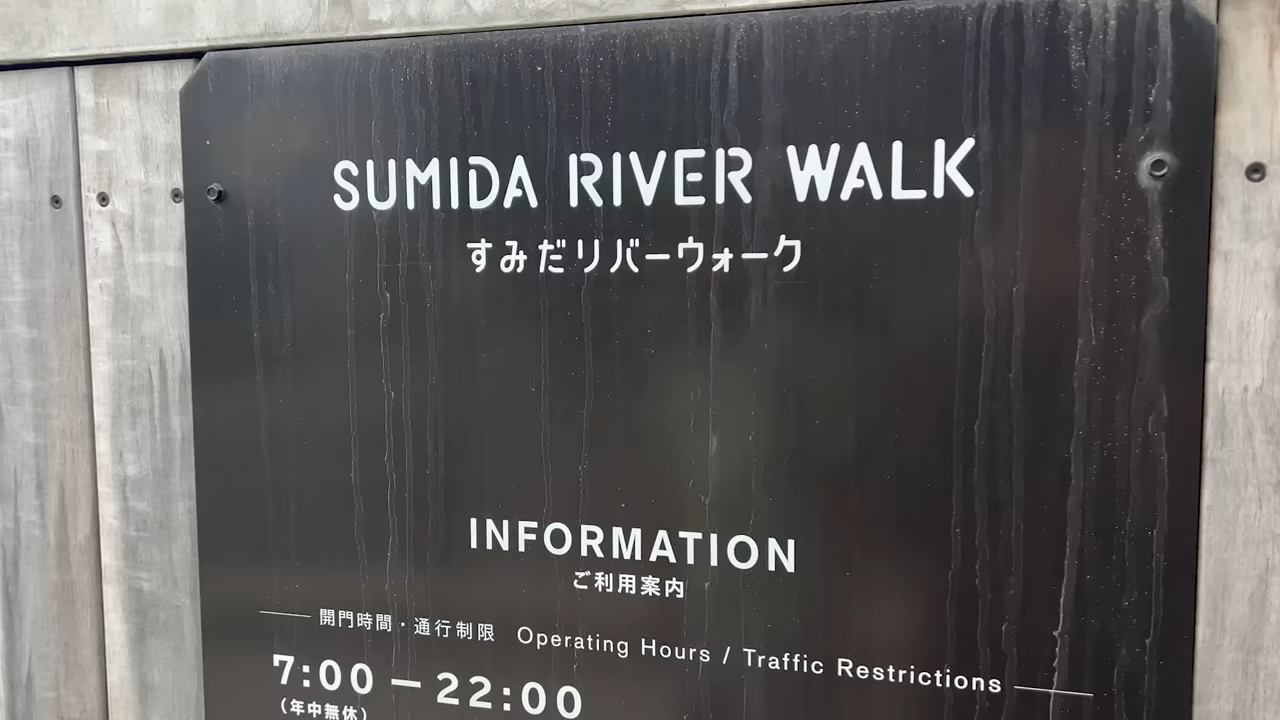 SUMIDA RIVER WALK
すみだリバーウォーク
INFORMATION
ご利用案内
開門時間・通行制限 Operating Hours / Traffic Restrictions
7:00 — 22:00
（年中無休）